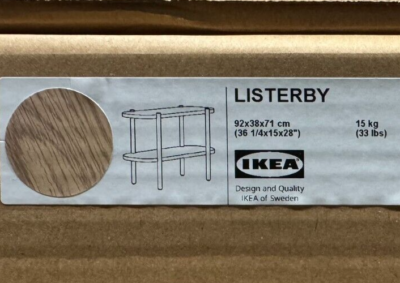 LISTERBY
92x38x71 cm 15 kg
(36 1/4x15x28") (33 lbs)
IKEA
Design and Quality
IKEA of Sweden